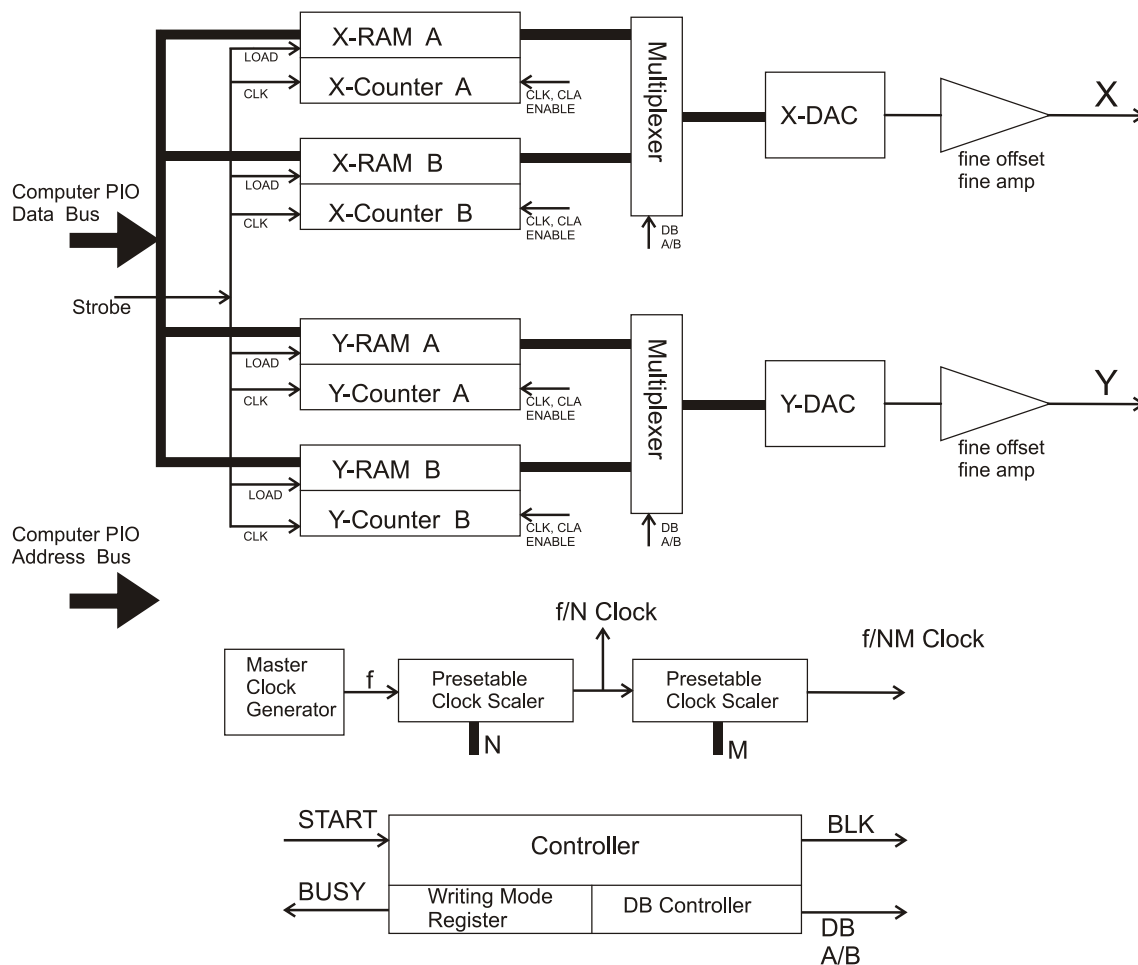 X-RAM A
LOAD
X-Counter A
CLK
CLK, CLA
ENABLE
X-RAM B
LOAD
X-Counter B
CLK
CLK, CLA
ENABLE
Multiplexer
DB
A/B
X-DAC
X
fine offset
fine amp
Computer PIO
Data Bus
Strobe
Y-RAM A
LOAD
Y-Counter A
CLK
CLK, CLA
ENABLE
Y-RAM B
LOAD
Y-Counter B
CLK
CLK, CLA
ENABLE
Multiplexer
DB
A/B
Y-DAC
Y
fine offset
fine amp
Computer PIO
Address Bus
f/N Clock
f/NM Clock
Master
Clock
Generator
f
Presetable
Clock Scaler
N
Presetable
Clock Scaler
M
START
Controller
BLK
BUSY
Writing Mode
Register
DB Controller
DB
A/B